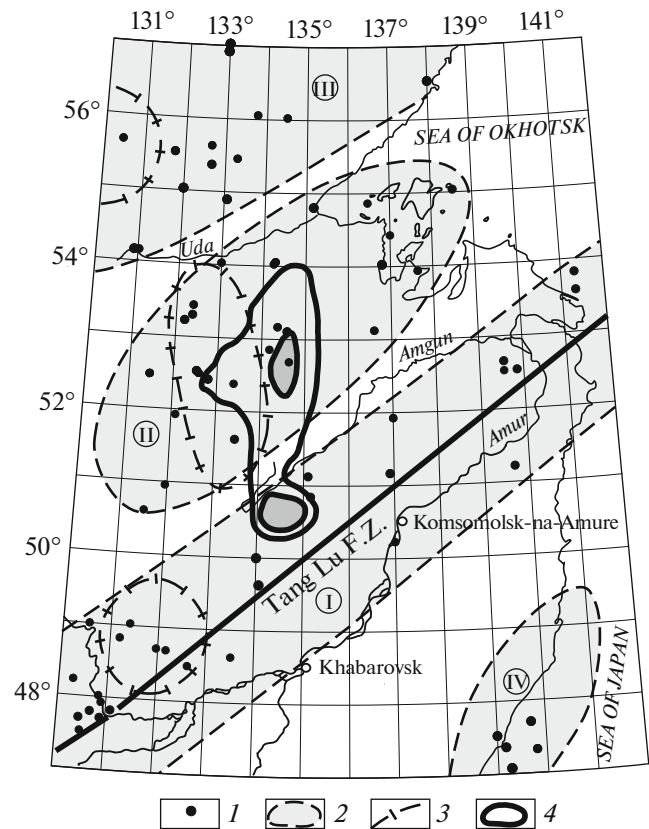 131° 133° 135° 137° 139° 141°
III
56°
SEA OF OKHOTSK
Uda
54°
Amgun
52°
II
Amur
50°
Komsomolsk-na-Amure
Tang Lu F.Z.
I
Khabarovsk
48°
IV
SEA OF JAPAN
1 2 3 4